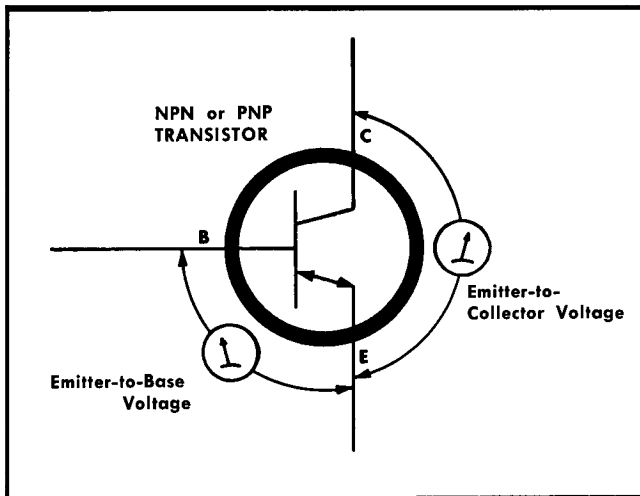 NPN or PNP
TRANSISTOR
C
B
Emitter-to-
Collector Voltage
E
Emitter-to-Base
Voltage